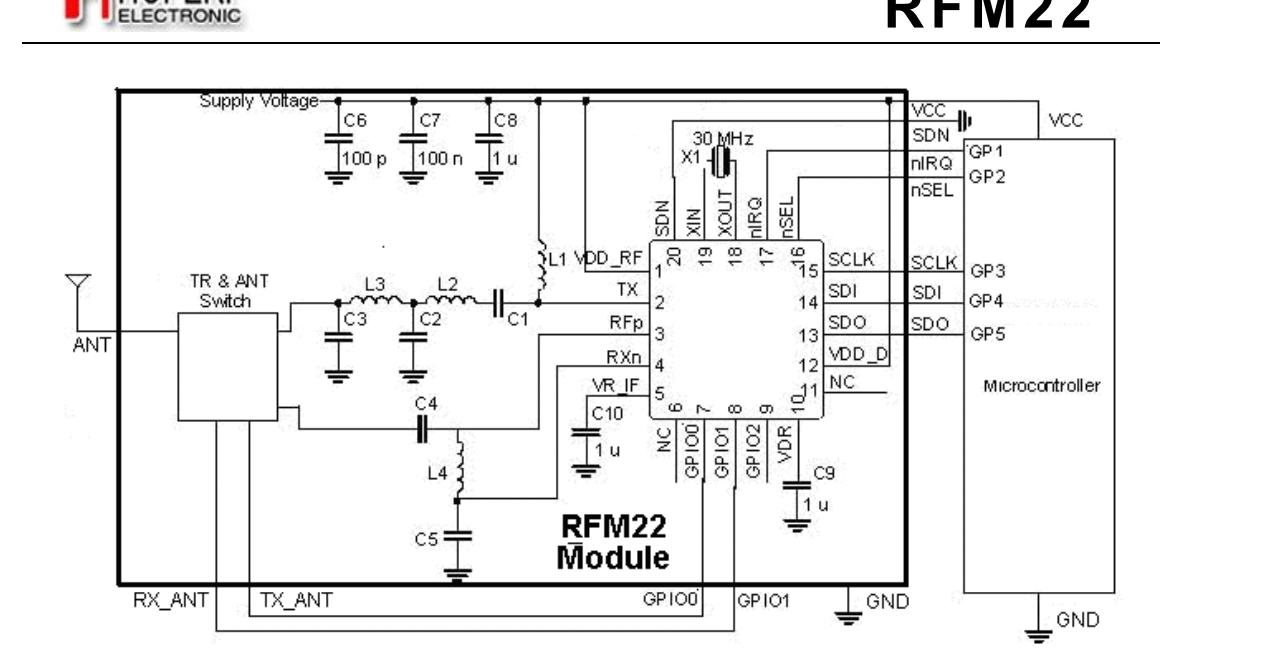 ELECTRONIC
RFM22
Supply Voltage
C6
C7
C8
100 p
100 n
1 u
30 MHz
X1
VCC
SDN
nIRQ
nSEL
VCC
GP1
GP2
SDN
XIN
XOUT
nIRQ
nSEL
20
19
18
17
16
L1
VDD_RF
1
15
SCLK
SCLK
GP3
TR & ANT
Switch
L3
L2
TX
2
14
SDI
SDI
GP4
C3
C2
C1
RFp
3
13
SDO
SDO
GP5
ANT
RXn
4
12
VDD_D
VR_IF
5
11
NC
Microcontroller
C4
C10
1 u
6
7
8
9
10
NC
GPIO0
GPIO1
GPIO2
VDR
L4
C9
1 u
C5
RFM22
Module
RX_ANT
TX_ANT
GPIO0
GPIO1
GND
GND